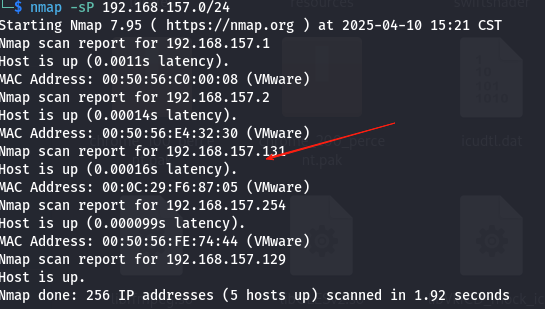 nmap -sP 192.168.157.0/24
Starting Nmap 7.95 ( https://nmap.org ) at 2025-04-10 15:21 CST
Nmap scan report for 192.168.157.1
Host is up (0.0011s latency).
MAC Address: 00:50:56:C0:00:08 (VMware)
Nmap scan report for 192.168.157.2
Host is up (0.00014s latency).
MAC Address: 00:50:56:E4:32:30 (VMware)
Nmap scan report for 192.168.157.131
Host is up (0.00016s latency).
MAC Address: 00:0C:29:F6:87:05 (VMware)
Nmap scan report for 192.168.157.254
Host is up (0.000099s latency).
MAC Address: 00:50:56:FE:74:44 (VMware)
Nmap scan report for 192.168.157.129
Host is up.
Nmap done: 256 IP addresses (5 hosts up) scanned in 1.92 seconds
resources
swiftshader
icudtl.dat
nt.pak